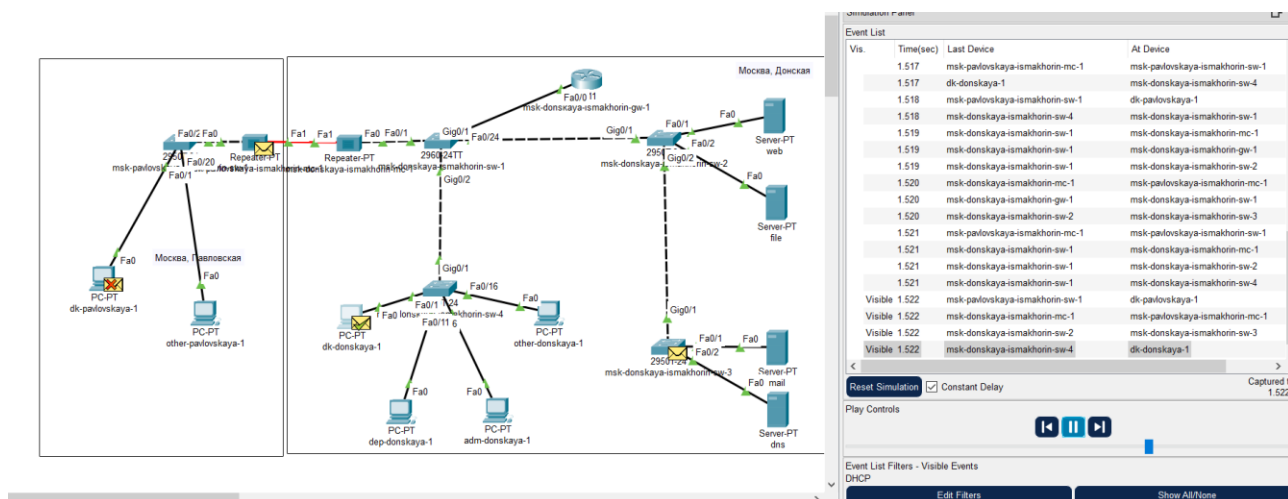 Simulation Panel
Event List
Vis. Time(sec) Last Device At Device
1.517 msk-pavlovskaya-ismakhorin-mc-1 msk-pavlovskaya-ismakhorin-sw-1
1.517 dk-donskaya-1 msk-donskaya-ismakhorin-sw-4
1.518 msk-pavlovskaya-ismakhorin-sw-1 dk-pavlovskaya-1
1.518 msk-donskaya-ismakhorin-sw-4 msk-donskaya-ismakhorin-sw-1
1.519 msk-donskaya-ismakhorin-sw-1 msk-donskaya-ismakhorin-mc-1
1.519 msk-donskaya-ismakhorin-sw-1 msk-donskaya-ismakhorin-gw-1
1.519 msk-donskaya-ismakhorin-sw-1 msk-donskaya-ismakhorin-sw-2
1.520 msk-donskaya-ismakhorin-mc-1 msk-pavlovskaya-ismakhorin-mc-1
1.520 msk-donskaya-ismakhorin-gw-1 msk-donskaya-ismakhorin-sw-1
1.520 msk-donskaya-ismakhorin-sw-2 msk-donskaya-ismakhorin-sw-3
1.521 msk-pavlovskaya-ismakhorin-mc-1 msk-pavlovskaya-ismakhorin-sw-1
1.521 msk-donskaya-ismakhorin-sw-1 msk-donskaya-ismakhorin-mc-1
1.521 msk-donskaya-ismakhorin-sw-1 msk-donskaya-ismakhorin-sw-2
1.521 msk-donskaya-ismakhorin-sw-1 msk-donskaya-ismakhorin-sw-4
Visible 1.522 msk-pavlovskaya-ismakhorin-sw-1 dk-pavlovskaya-1
Visible 1.522 msk-donskaya-ismakhorin-mc-1 msk-pavlovskaya-ismakhorin-mc-1
Visible 1.522 msk-donskaya-ismakhorin-sw-2 msk-donskaya-ismakhorin-sw-3
Visible 1.522 msk-donskaya-ismakhorin-sw-4 dk-donskaya-1
Reset Simulation Constant Delay
Captured
1.522
Play Controls
Event List Filters - Visible Events
DHCP
Edit Filters Show All/None
Москва, Донская
Fa0/0
msk-donskaya-ismakhorin-gw-1
Fa0/2 Fa0
Fa1 Fa1
Fa0 Fa0/1
Gig0/1 Fa0/24
Gig0/1
Fa0/1
Fa0
Fa0/2
Server-PT
web
Fa0/20
Fa0/1
Repeater-PT
Repeater-PT
2960-24TT
msk-donskaya-ismakhorin-sw-1
Gig0/2
Gig0/2
Fa0
Server-PT
file
Москва, Павловская
Fa0
Fa0
PC-PT
dk-pavlovskaya-1
PC-PT
other-pavlovskaya-1
Gig0/1
Fa0/1
Fa0/16
Fa0
Fa0/11
Fa0
PC-PT
dk-donskaya-1
PC-PT
other-donskaya-1
Gig0/1
Fa0/1
Fa0
Fa0/2
msk-donskaya-ismakhorin-sw-3
Server-PT
mail
Fa0
Fa0
Fa0
PC-PT
dep-donskaya-1
PC-PT
adm-donskaya-1
Server-PT
dns